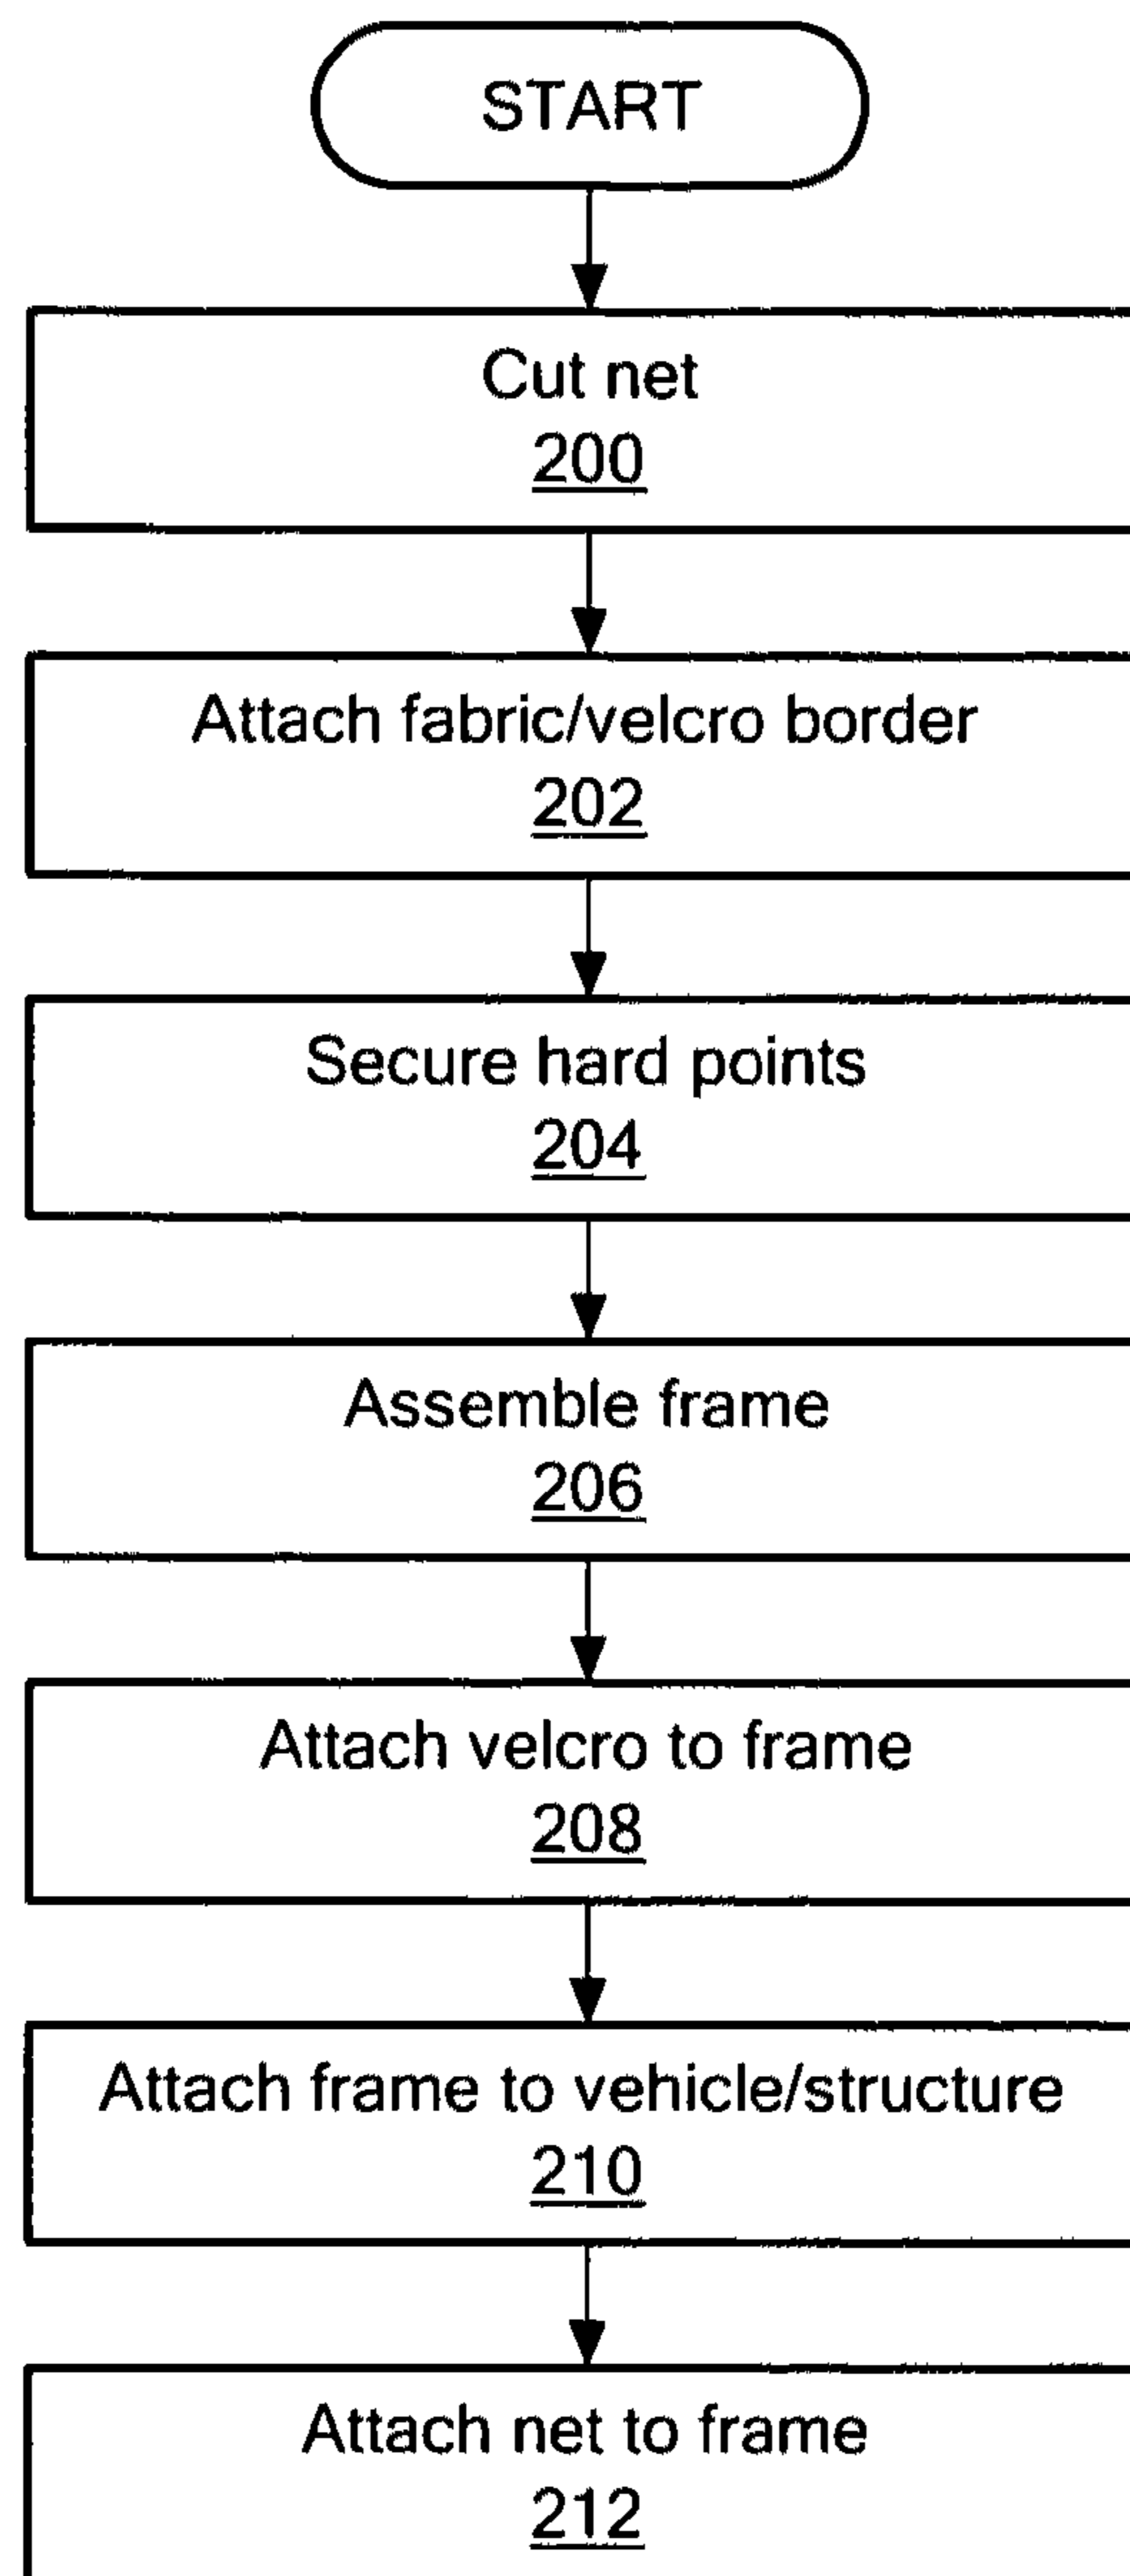 START
Cut net
200
Attach fabric/velcro border
202
Secure hard points
204
Assemble frame
206
Attach velcro to frame
208
Attach frame to vehicle/structure
210
Attach net to frame
212